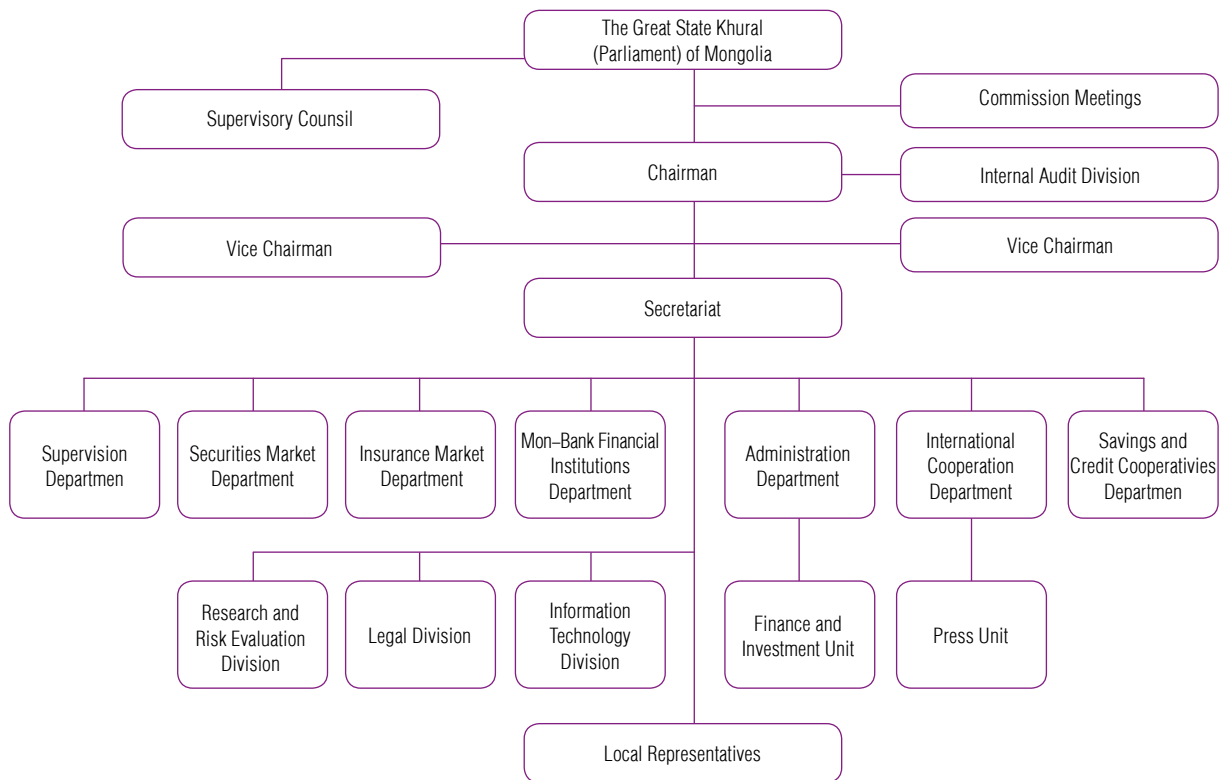 The Great State Khural
(Parliament) of Mongolia
Supervisory Counsil
Commission Meetings
Chairman
Internal Audit Division
Vice Chairman
Vice Chairman
Secretariat
Supervision
Departmen
Securities Market
Department
Insurance Market
Department
Mon–Bank Financial
Institutions
Department
Administration
Department
International
Cooperation
Department
Savings and
Credit Cooperativies
Departmen
Research and
Risk Evaluation
Division
Legal Division
Information
Technology
Division
Finance and
Investment Unit
Press Unit
Local Representatives